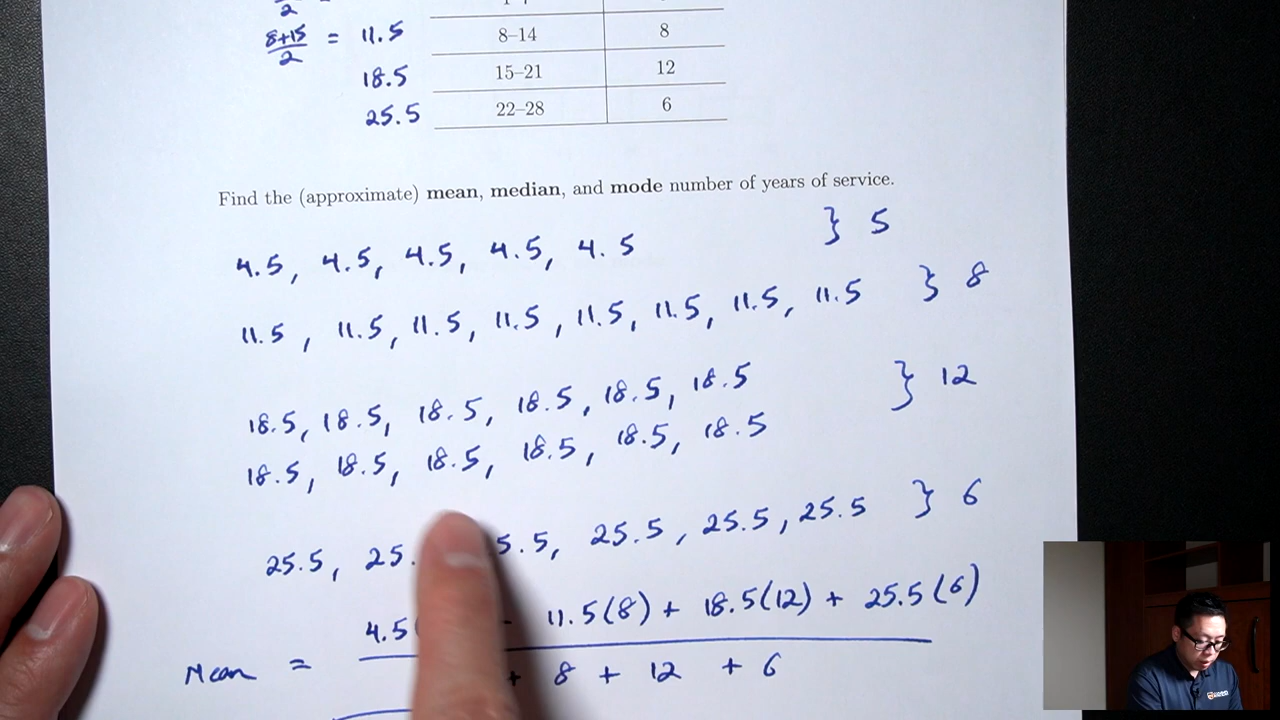 2
8+15/2 = 11.5 8–14 8
18.5 15–21 12
25.5 22–28 6
Find the (approximate) mean, median, and mode number of years of service.
4.5, 4.5, 4.5, 4.5, 4.5 } 5
11.5, 11.5, 11.5, 11.5, 11.5, 11.5, 11.5, 11.5 } 8
18.5, 18.5, 18.5, 18.5, 18.5, 18.5 } 12
18.5, 18.5, 18.5, 18.5, 18.5, 18.5
25.5, 25. 5.5, 25.5, 25.5, 25.5 } 6
4.5 11.5(8) + 18.5(12) + 25.5(6)
Mean = + 8 + 12 + 6